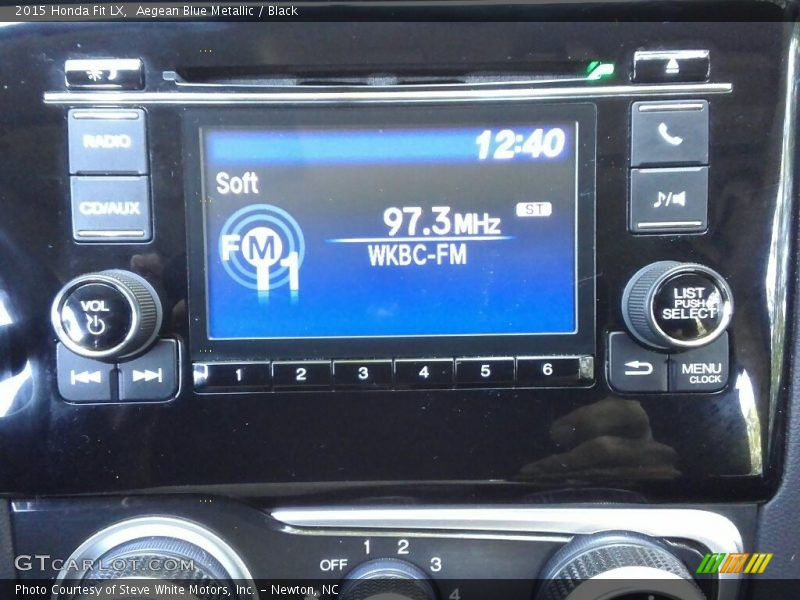 2015 Honda Fit LX,  Aegean Blue Metallic / Black
12:40
RADIO
Soft
CD/AUX
97.3 MHz
ST
FM
1
WKBC-FM
VOL
LIST
PUSH
SELECT
1 2 3 4 5 6
MENU
CLOCK
OFF 1 2 3 4
GTCARLOT.COM
Photo Courtesy of Steve White Motors, Inc. – Newton, NC